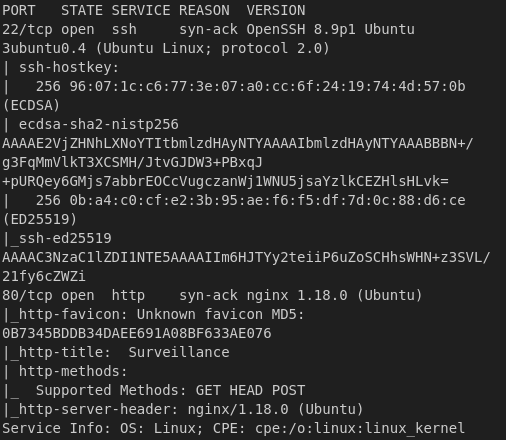 PORT   STATE SERVICE REASON  VERSION
22/tcp open  ssh     syn-ack OpenSSH 8.9p1 Ubuntu
3ubuntu0.4 (Ubuntu Linux; protocol 2.0)
| ssh-hostkey:
|   256 96:07:1c:c6:77:3e:07:a0:cc:6f:24:19:74:4d:57:0b
(ECDSA)
| ecdsa-sha2-nistp256
AAAAE2VjZHNhLXNoYTItbmlzdHAyNTYAAAAIbmlzdHAyNTYAAABBBN+/
g3FqMmVlkT3XCSMH/JtvGJDW3+PBxqJ
+pURQey6GMjs7abbrEOCcVugczanWj1WNU5jsaYzlkCEZHlsHLvk=
|   256 0b:a4:c0:cf:e2:3b:95:ae:f6:f5:df:7d:0c:88:d6:ce
(ED25519)
|_ssh-ed25519
AAAAC3NzaC1lZDI1NTE5AAAAIIm6HJTYy2teiiP6uZoSCHhsWHN+z3SVL/
21fy6cZWZi
80/tcp open  http    syn-ack nginx 1.18.0 (Ubuntu)
|_http-favicon: Unknown favicon MD5:
0B7345BDDB34DAEE691A08BF633AE076
|_http-title:  Surveillance
| http-methods:
|_  Supported Methods: GET HEAD POST
|_http-server-header: nginx/1.18.0 (Ubuntu)
Service Info: OS: Linux; CPE: cpe:/o:linux:linux_kernel